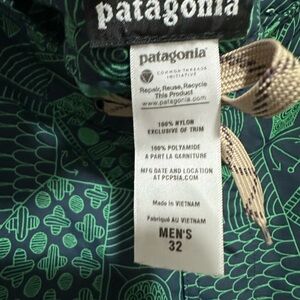 patagonia
patagonia
COMMON THREADS
INITIATIVE
Repair, Reuse, Recycle
This Product
www.patagonia.com
100% NYLON
EXCLUSIVE OF TRIM
100% POLYAMIDE
A PART LA GARNITURE
MFG DATE AND LOCATION
AT PCPSIA.COM
Made in VIETNAM
Fabriqué AU VIETNAM
MEN'S
32